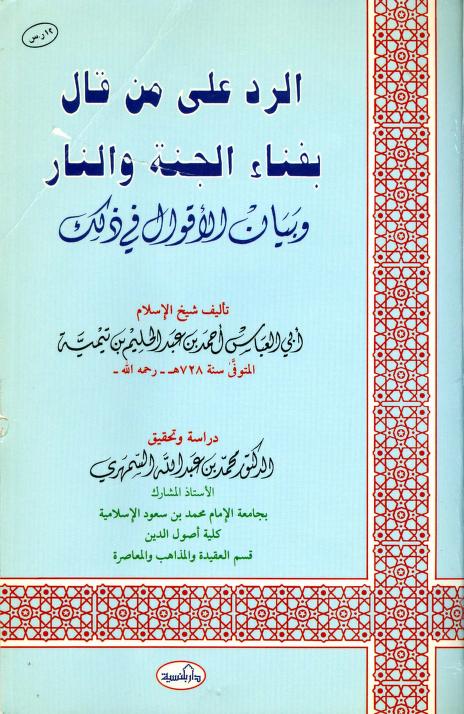 ١٢ ر.س
الرد على من قال
بفناء الجنة والنار
وبيان الأقوال في ذلك
تأليف شيخ الإسلام
أبي العباس أحمد بن عبد الحليم بن تيمية
المتوفَّى سنة ٧٢٨هـ - رحمه الله -
دراسة وتحقيق
الدكتور محمد بن عبد الله السمهري
الأستاذ المشارك
بجامعة الإمام محمد بن سعود الإسلامية
كلية أصول الدين
قسم العقيدة والمذاهب والمعاصرة
دار بلنسية